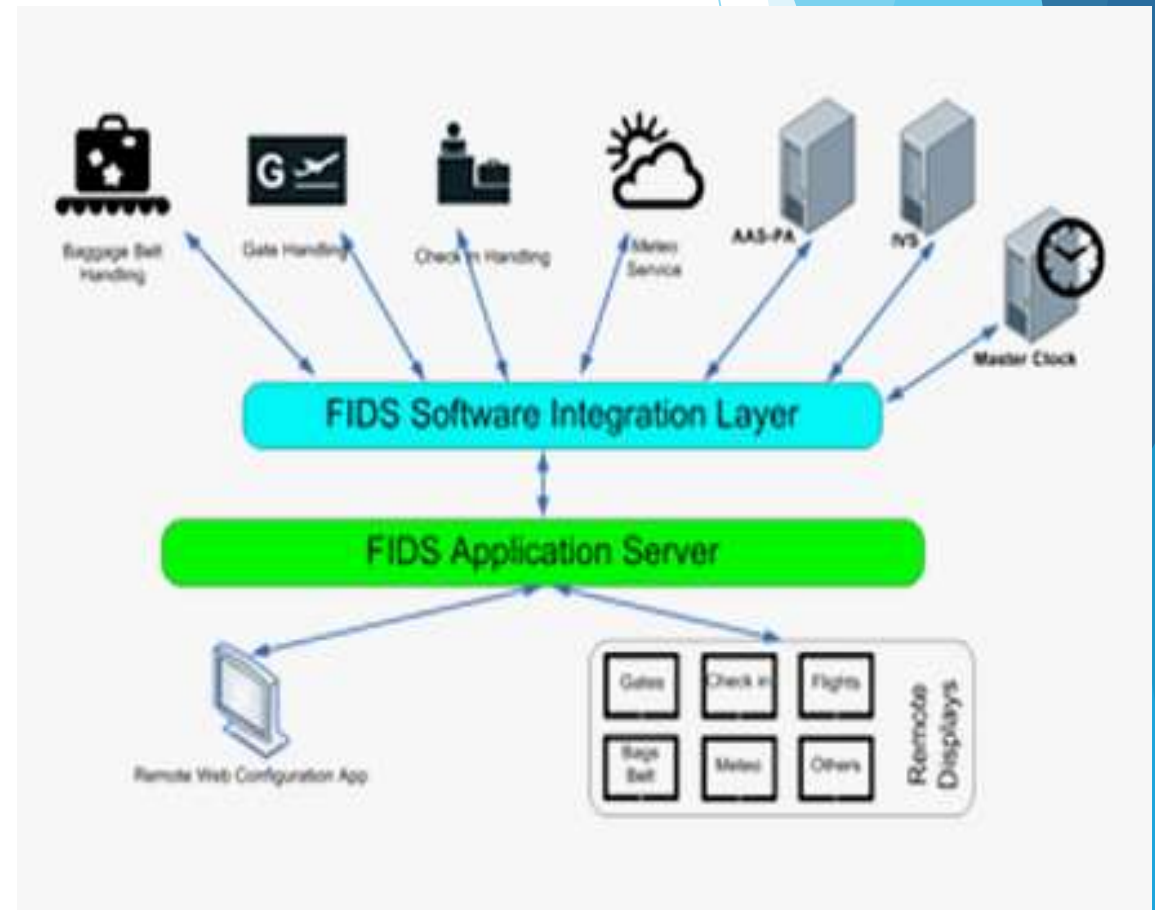 G
Baggage Belt
Handling
Gate Handling
Check in Handling
Meteo
Service
AAS-PA
IVS
Master Clock
FIDS Software Integration Layer
FIDS Application Server
Remote Web Configuration App
Gates
Check in
Flights
Bags
Belt
Meteo
Others
Remote
Displays